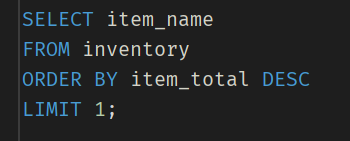 SELECT item_name
FROM inventory
ORDER BY item_total DESC
LIMIT 1;